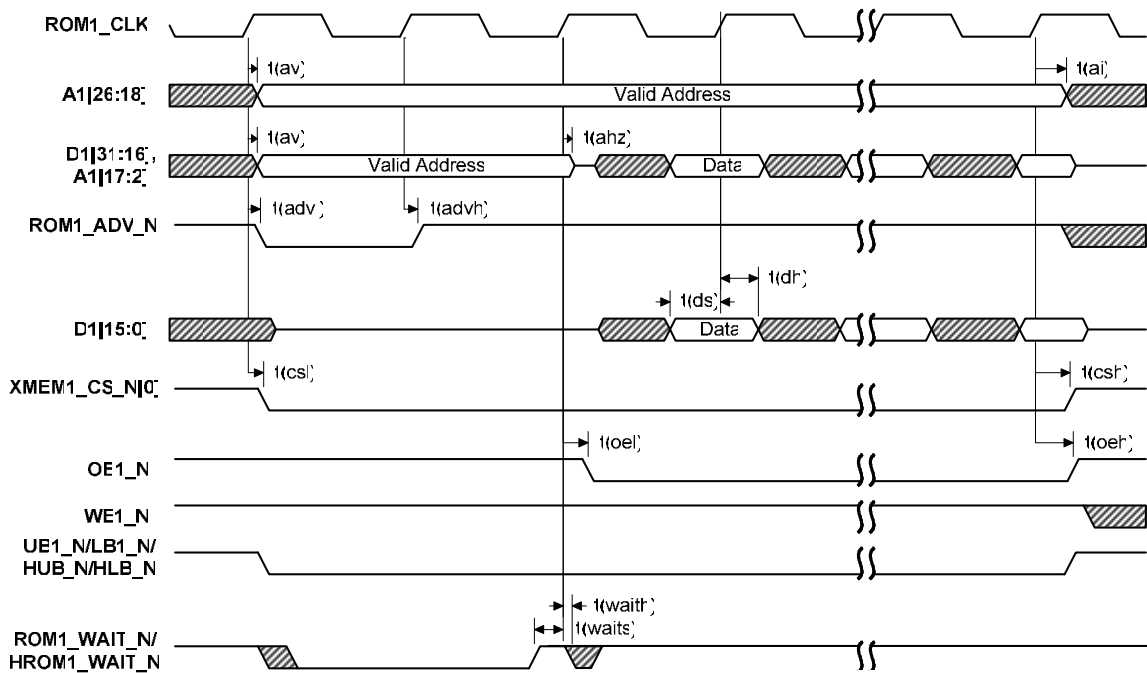 ROM1_CLK
t(av)
t(ai)
A1[26:18]
Valid Address
t(av)
t(ahz)
D1[31:16],
A1[17:2]
Valid Address
Data
t(adv)
t(advh)
ROM1_ADV_N
t(dh)
t(ds)
D1[15:0]
Data
t(csl)
t(csh)
XMEM1_CS_N[0]
t(oel)
t(oeh)
OE1_N
WE1_N
UE1_N/LB1_N/
HUB_N/HLB_N
t(waith)
t(waits)
ROM1_WAIT_N/
HROM1_WAIT_N